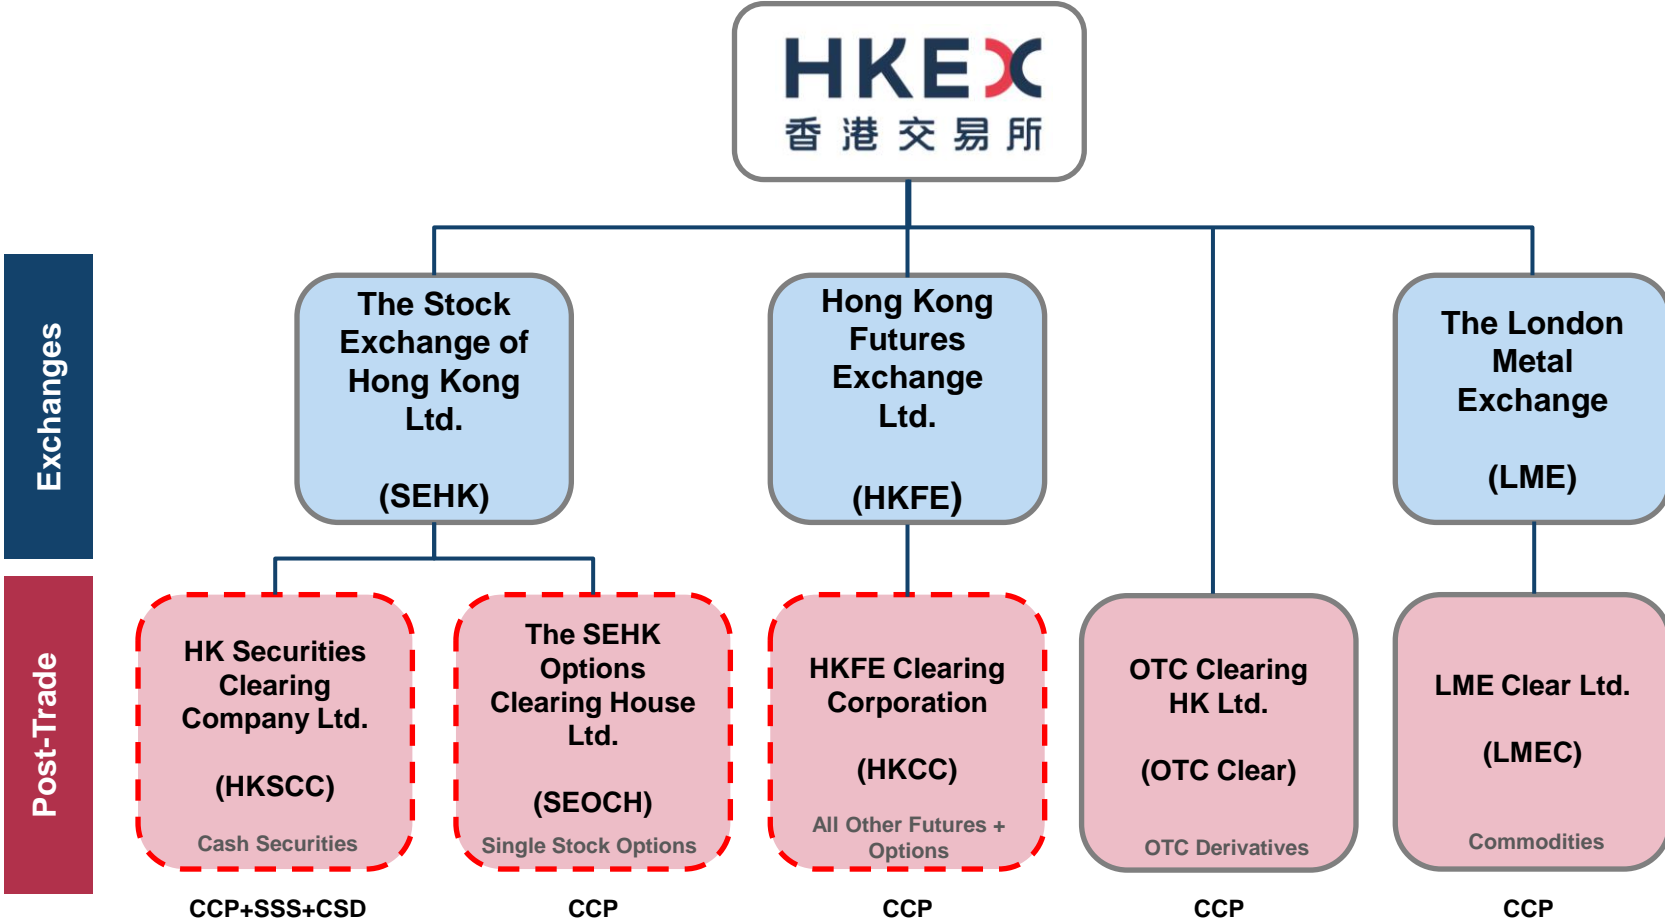 HKEX
香港交易所
Exchanges
The Stock
Exchange of
Hong Kong
Ltd.
(SEHK)
Hong Kong
Futures
Exchange
Ltd.
(HKFE)
The London
Metal
Exchange
(LME)
Post-Trade
HK Securities
Clearing
Company Ltd.
(HKSCC)
Cash Securities
The SEHK
Options
Clearing House
Ltd.
(SEOCH)
Single Stock Options
HKFE Clearing
Corporation
(HKCC)
All Other Futures +
Options
OTC Clearing
HK Ltd.
(OTC Clear)
OTC Derivatives
LME Clear Ltd.
(LMEC)
Commodities
CCP+SSS+CSD
CCP
CCP
CCP
CCP